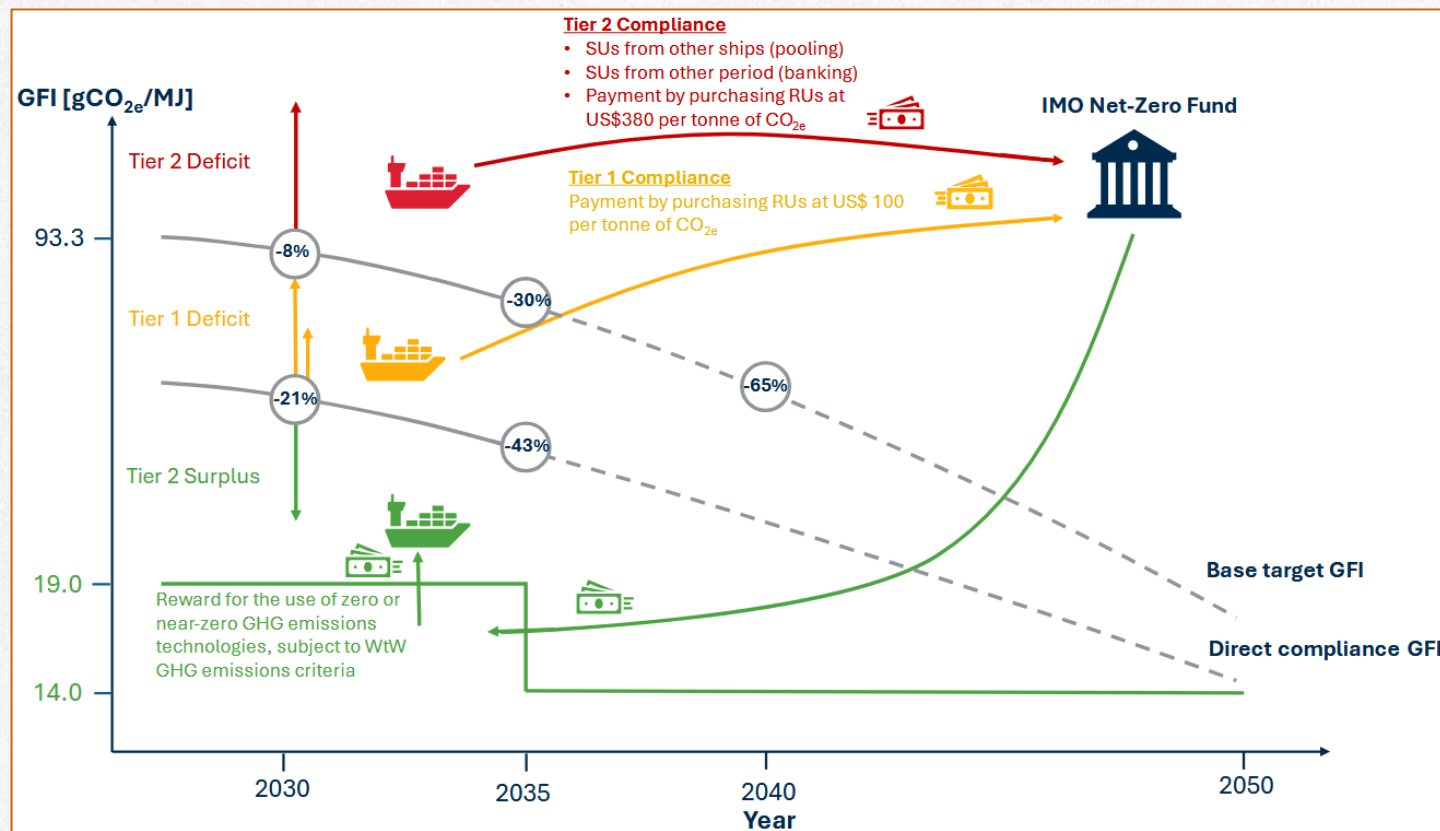 Tier 2 Compliance
• SUs from other ships (pooling)
• SUs from other period (banking)
• Payment by purchasing RUs at
US$380 per tonne of CO2e
GFI [gCO2e/MJ]
IMO Net-Zero Fund
Tier 2 Deficit
Tier 1 Compliance
Payment by purchasing RUs at US$ 100
per tonne of CO2e
93.3
-8%
-30%
Tier 1 Deficit
-65%
-21%
-43%
Tier 2 Surplus
19.0
Reward for the use of zero or
near-zero GHG emissions
technologies, subject to WtW
GHG emissions criteria
Base target GFI
Direct compliance GFI
14.0
2030
2035
2040
2050
Year